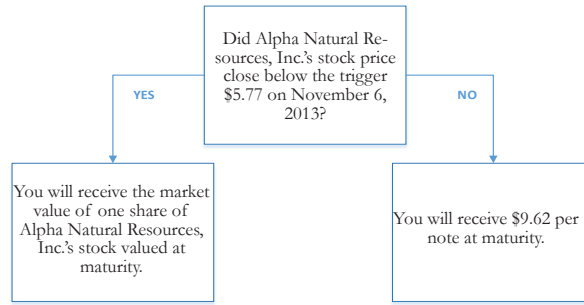 Did Alpha Natural Re-
sources, Inc.'s stock price
close below the trigger
$5.77 on November 6,
2013?
YES
NO
You will receive the market
value of one share of
Alpha Natural Resources,
Inc.'s stock valued at
maturity.
You will receive $9.62 per
note at maturity.